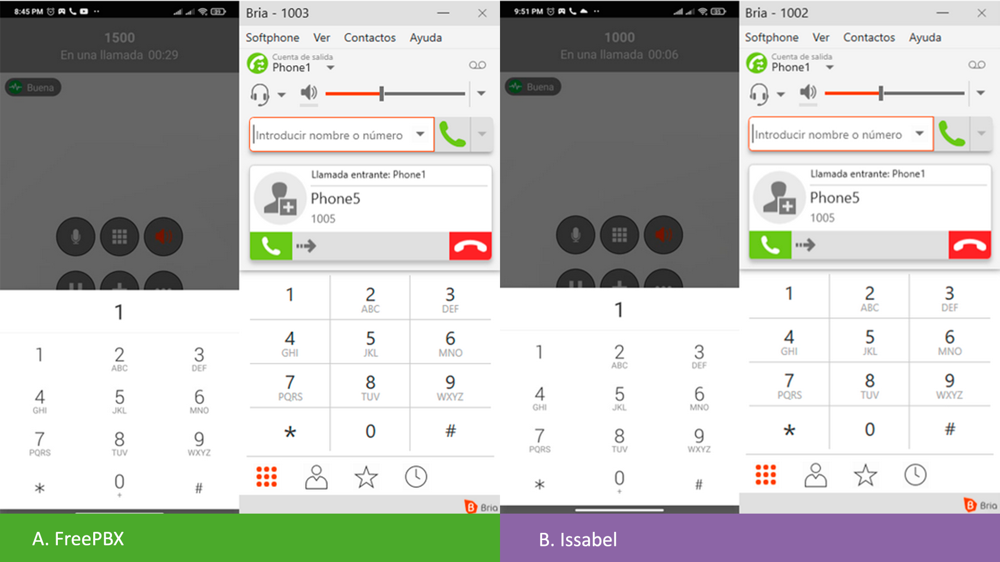 8:45 PM
39
1500
En una llamada 00:29
Buena
1
1
2
ABC
3
DEF
4
GHI
5
JKL
6
MNO
7
PQRS
8
TUV
9
WXYZ
*
0
+
#
Bria - 1003
Softphone Ver Contactos Ayuda
Cuenta de salida
Phone1
Introducir nombre o número
Llamada entrante: Phone1
Phone5
1005
1
2
ABC
3
DEF
4
GHI
5
JKL
6
MNO
7
PQRS
8
TUV
9
WXYZ
*
0
#
B Bria
A. FreePBX
9:51 PM
1000
En una llamada 00:06
Buena
1
1
2
ABC
3
DEF
4
GHI
5
JKL
6
MNO
7
PQRS
8
TUV
9
WXYZ
*
0
+
#
Bria - 1002
Softphone Ver Contactos Ayuda
Cuenta de salida
Phone1
Introducir nombre o número
Llamada entrante: Phone1
Phone5
1005
1
2
ABC
3
DEF
4
GHI
5
JKL
6
MNO
7
PQRS
8
TUV
9
WXYZ
*
0
#
B Bria
B. Issabel